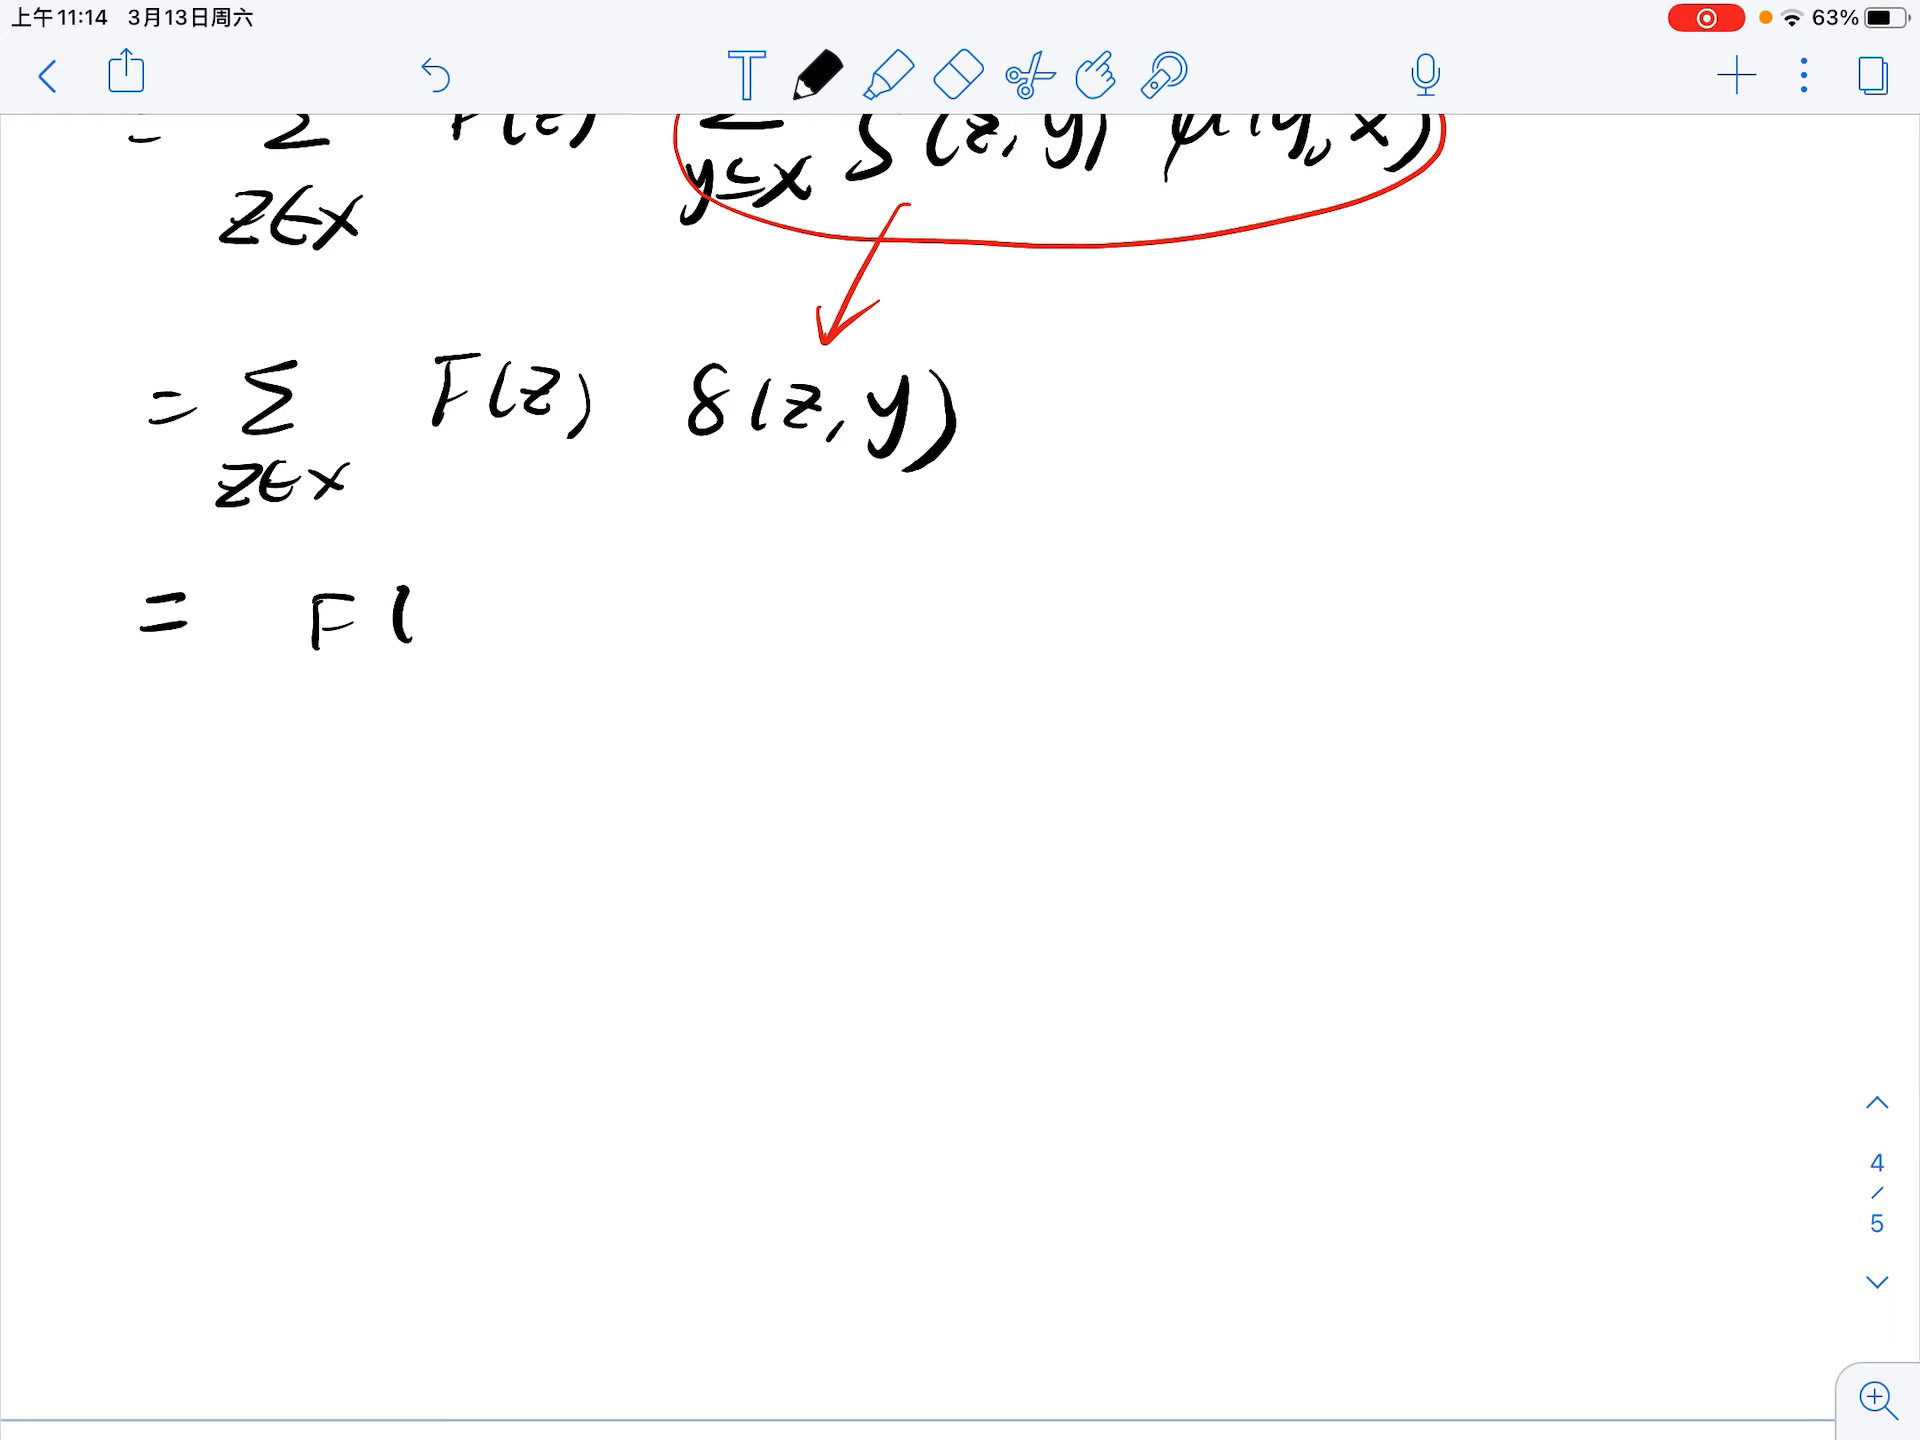 上午11:14 3月13日周六 63%
= Σ F(z) Σ ζ(z,y) μ(y,x)
z∈X y≤x
= Σ F(z) δ(z,y)
z∈X
= F(
4
/
5